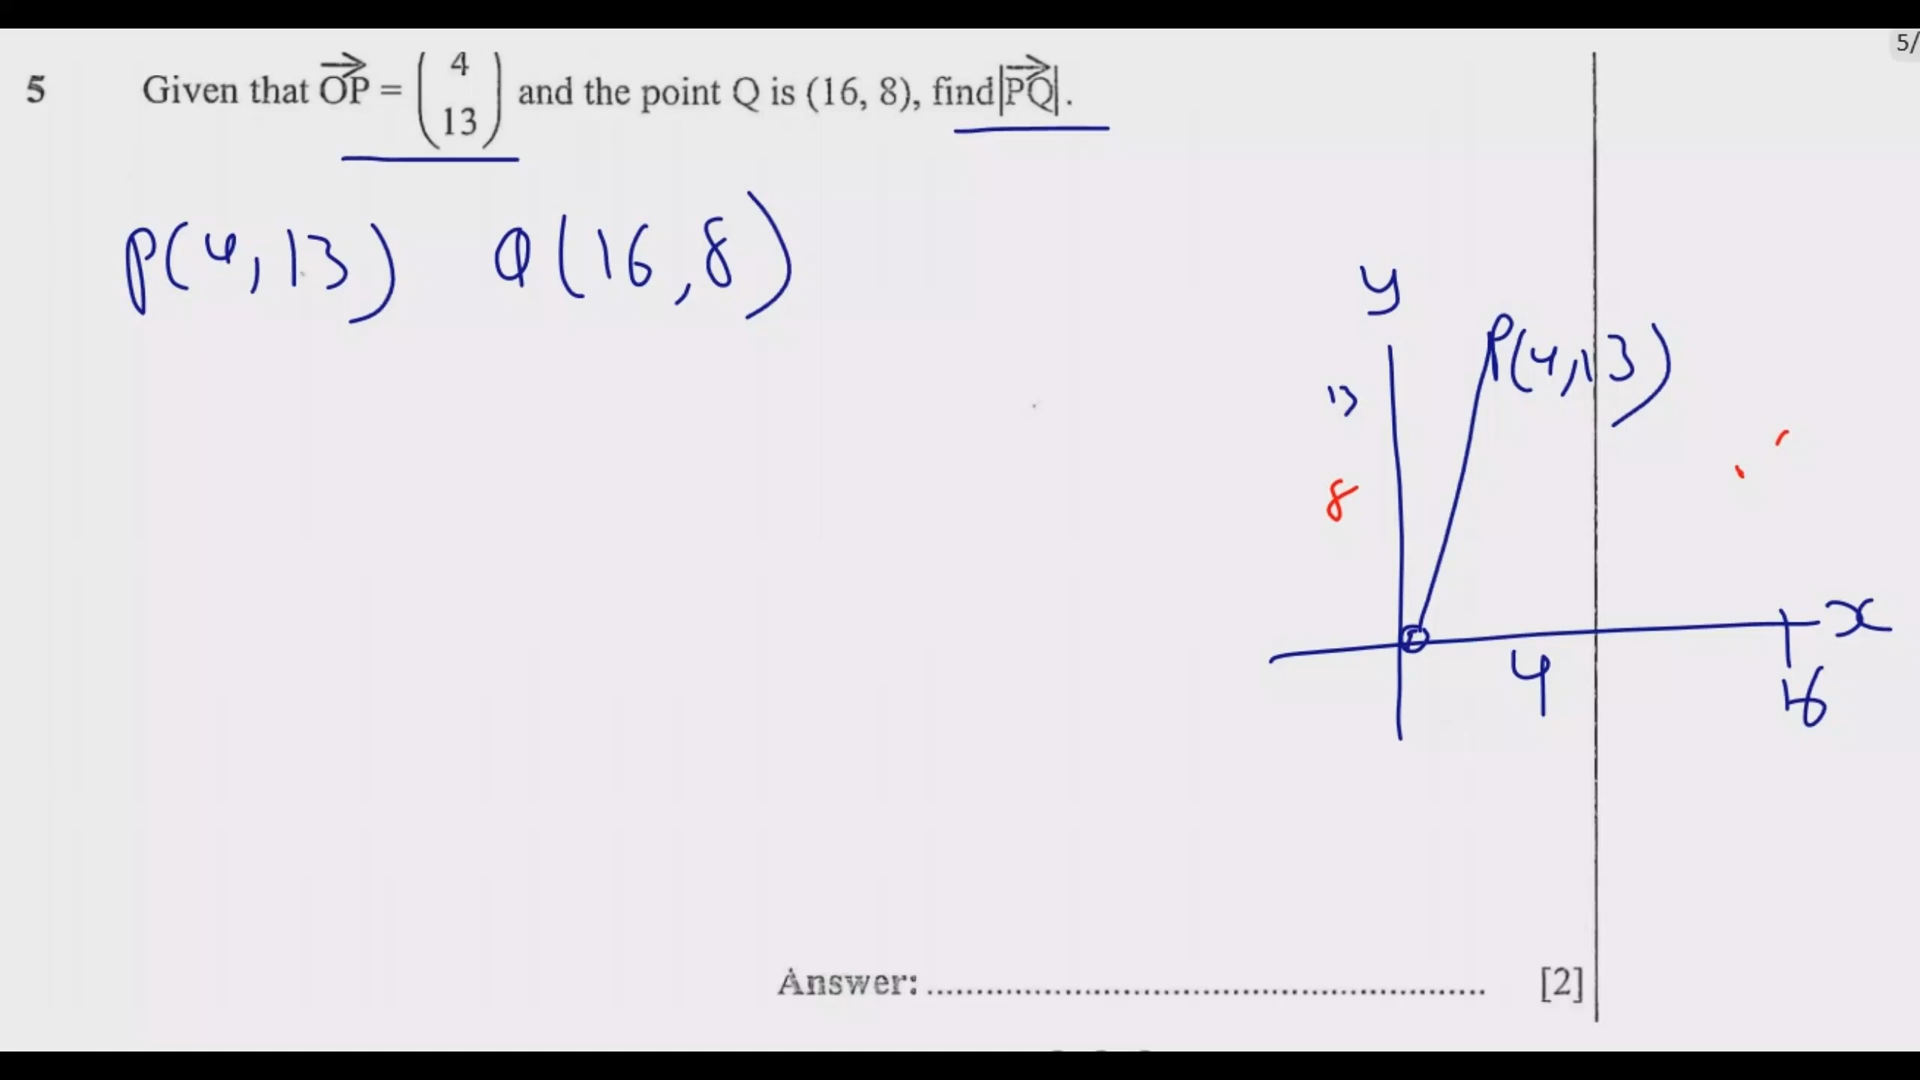 5/
5 Given that OP = (4 13) and the point Q is (16, 8), find |PQ|.
P(4,13) Q(16,8)
y
P(4,13)
13
8
x
4
16
Answer: ........................................................ [2]